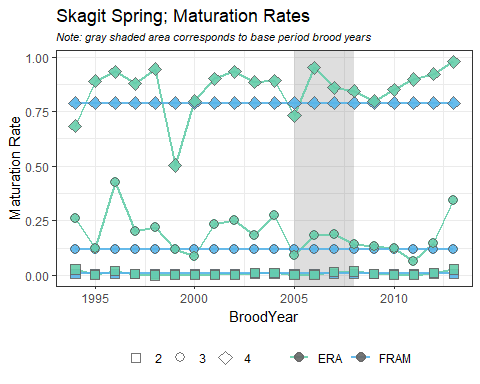 Skagit Spring; Maturation Rates
Note: gray shaded area corresponds to base period brood years
1.00
0.75
0.50
0.25
0.00
Maturation Rate
1995 2000 2005 2010
BroodYear
2 3 4 ERA FRAM